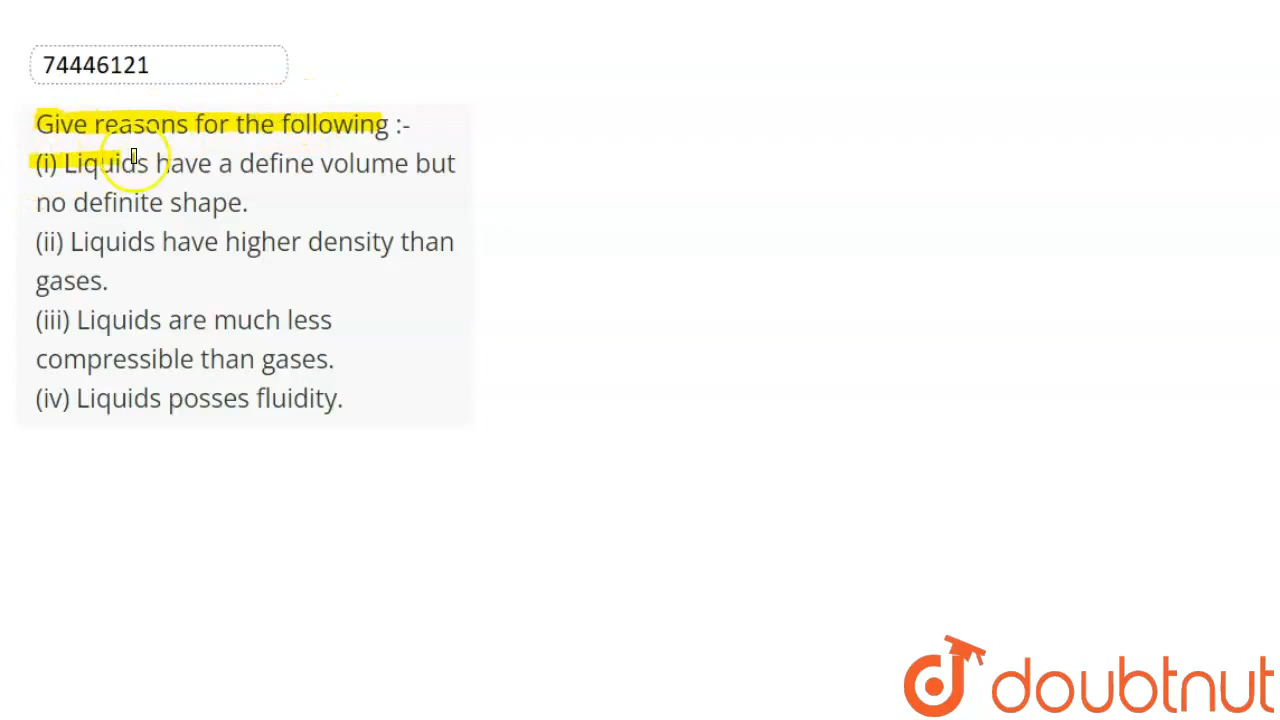 74446121
Give reasons for the following :-
(i) Liquids have a define volume but
no definite shape.
(ii) Liquids have higher density than
gases.
(iii) Liquids are much less
compressible than gases.
(iv) Liquids posses fluidity.
doubtnut